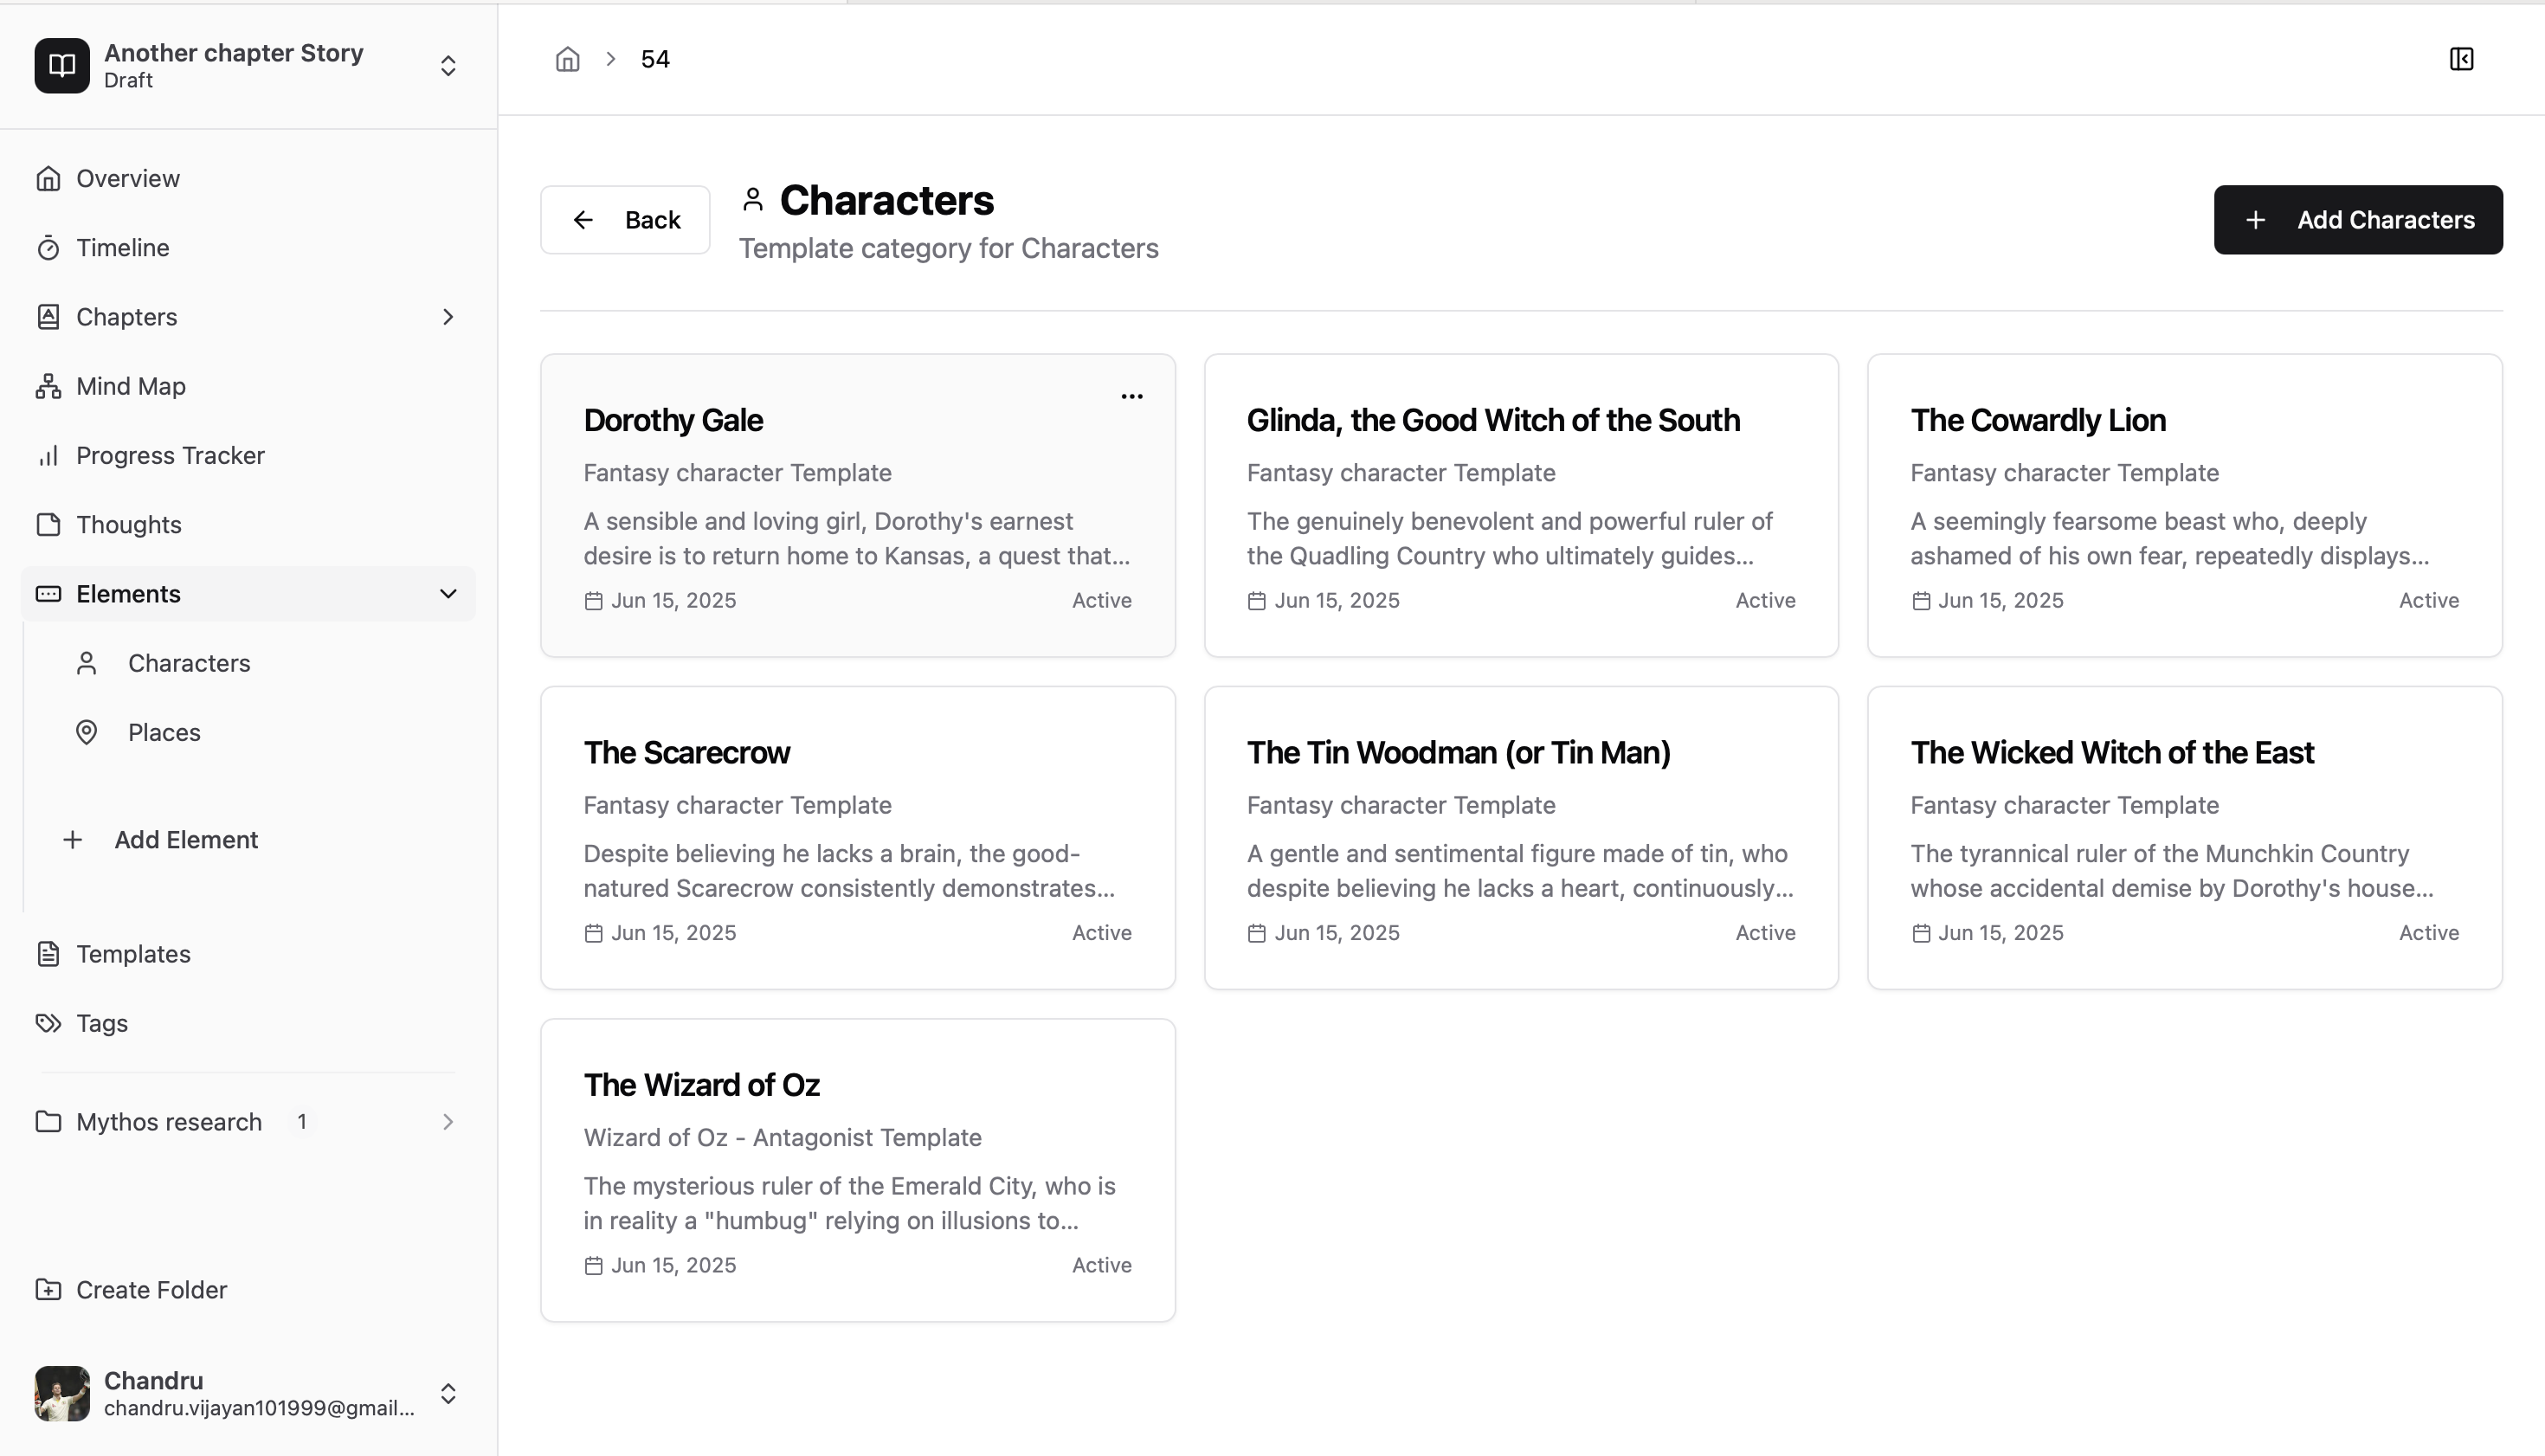 Another chapter Story
Draft
Overview
Timeline
Chapters
Mind Map
Progress Tracker
Thoughts
Elements
Characters
Places
Add Element
Templates
Tags
Mythos research 1
Create Folder
Chandru
chandru.vijayan101999@gmail...
54
Back
Characters
Template category for Characters
Add Characters
Dorothy Gale
Fantasy character Template
A sensible and loving girl, Dorothy's earnest
desire is to return home to Kansas, a quest that...
Jun 15, 2025 Active
Glinda, the Good Witch of the South
Fantasy character Template
The genuinely benevolent and powerful ruler of
the Quadling Country who ultimately guides...
Jun 15, 2025 Active
The Cowardly Lion
Fantasy character Template
A seemingly fearsome beast who, deeply
ashamed of his own fear, repeatedly displays...
Jun 15, 2025 Active
The Scarecrow
Fantasy character Template
Despite believing he lacks a brain, the good-
natured Scarecrow consistently demonstrates...
Jun 15, 2025 Active
The Tin Woodman (or Tin Man)
Fantasy character Template
A gentle and sentimental figure made of tin, who
despite believing he lacks a heart, continuously...
Jun 15, 2025 Active
The Wicked Witch of the East
Fantasy character Template
The tyrannical ruler of the Munchkin Country
whose accidental demise by Dorothy's house...
Jun 15, 2025 Active
The Wizard of Oz
Wizard of Oz - Antagonist Template
The mysterious ruler of the Emerald City, who is
in reality a "humbug" relying on illusions to...
Jun 15, 2025 Active